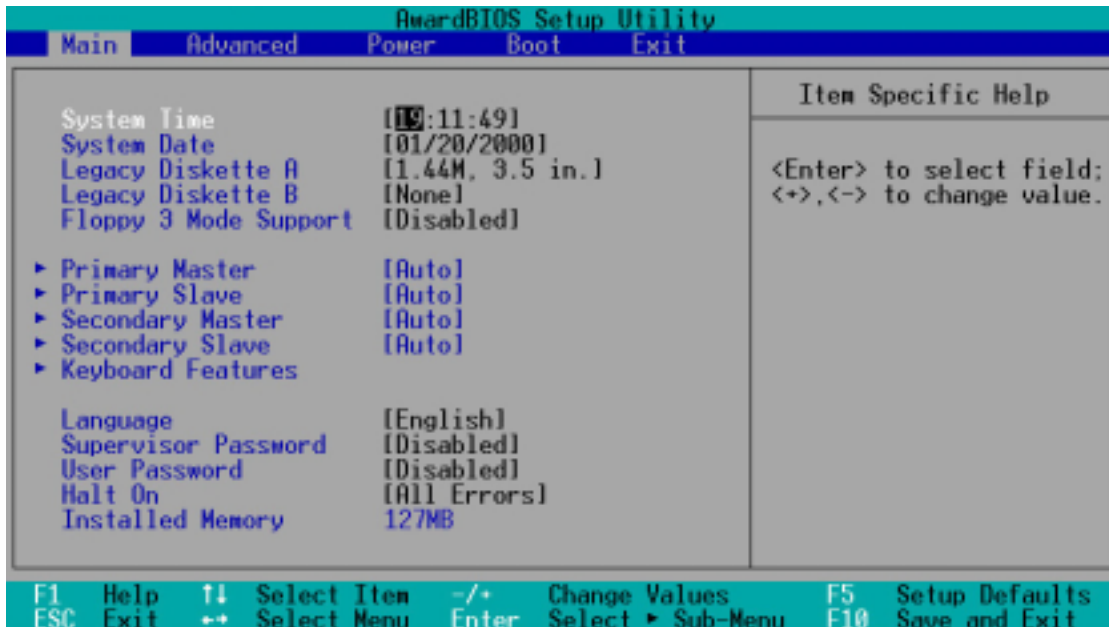 AwardBIOS Setup Utility
Main Advanced Power Boot Exit
Item Specific Help
System Time [19:11:49]
System Date [01/20/2000]
Legacy Diskette A [1.44M, 3.5 in.]
Legacy Diskette B [None]
Floppy 3 Mode Support [Disabled]
<Enter> to select field;
<+>,<-> to change value.
▶ Primary Master [Auto]
▶ Primary Slave [Auto]
▶ Secondary Master [Auto]
▶ Secondary Slave [Auto]
▶ Keyboard Features
Language [English]
Supervisor Password [Disabled]
User Password [Disabled]
Halt On [All Errors]
Installed Memory 127MB
F1 Help ↑↓ Select Item -/+ Change Values F5 Setup Defaults
ESC Exit ←→ Select Menu Enter Select ▶ Sub-Menu F10 Save and Exit